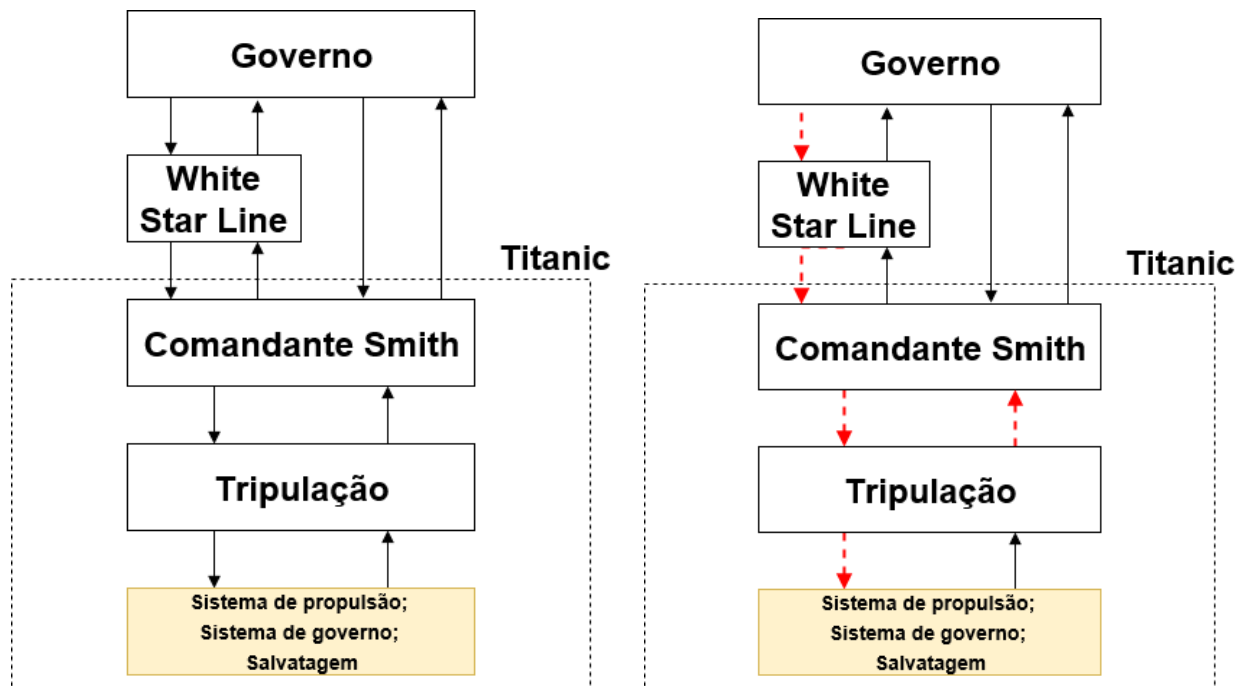 Governo
White
Star Line
Titanic
Comandante Smith
Tripulação
Sistema de propulsão;
Sistema de governo;
Salvatagem
Governo
White
Star Line
Titanic
Comandante Smith
Tripulação
Sistema de propulsão;
Sistema de governo;
Salvatagem